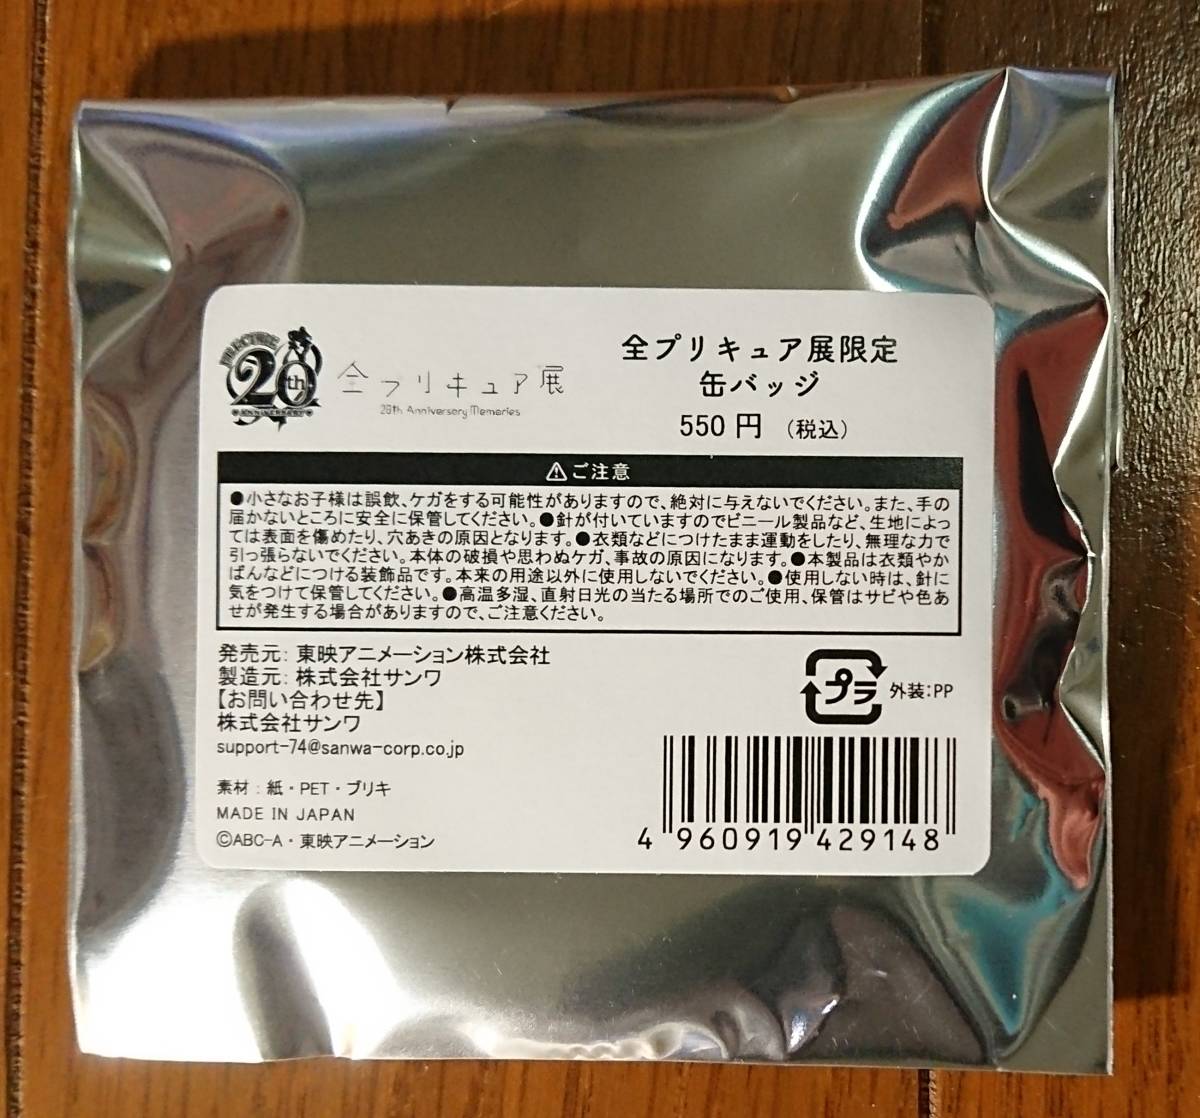 PRECURE
20th
ANNIVERSARY
全プリキュア展
20th Anniversary Memories
全プリキュア展限定
缶バッジ
550 円 (税込)
⚠ご注意
●小さなお子様は誤飲、ケガをする可能性がありますので、絶対に与えないでください。また、手の
届かないところに安全に保管してください。●針が付いていますのでビニール製品など、生地によっ
ては表面を傷めたり、穴あきの原因となります。●衣類などにつけたまま運動をしたり、無理な力で
引っ張らないでください。本体の破損や思わぬケガ、事故の原因になります。●本製品は衣類やか
ばんなどにつける装飾品です。本来の用途以外に使用しないでください。●使用しない時は、針に
気をつけて保管してください。●高温多湿、直射日光の当たる場所でのご使用、保管はサビや色あ
せが発生する場合がありますので、ご注意ください。
発売元: 東映アニメーション株式会社
製造元: 株式会社サンワ
【お問い合わせ先】
株式会社サンワ
support-74@sanwa-corp.co.jp
プラ 外装:PP
素材:紙・PET・ブリキ
MADE IN JAPAN
©ABC-A・東映アニメーション
4 960919 429148